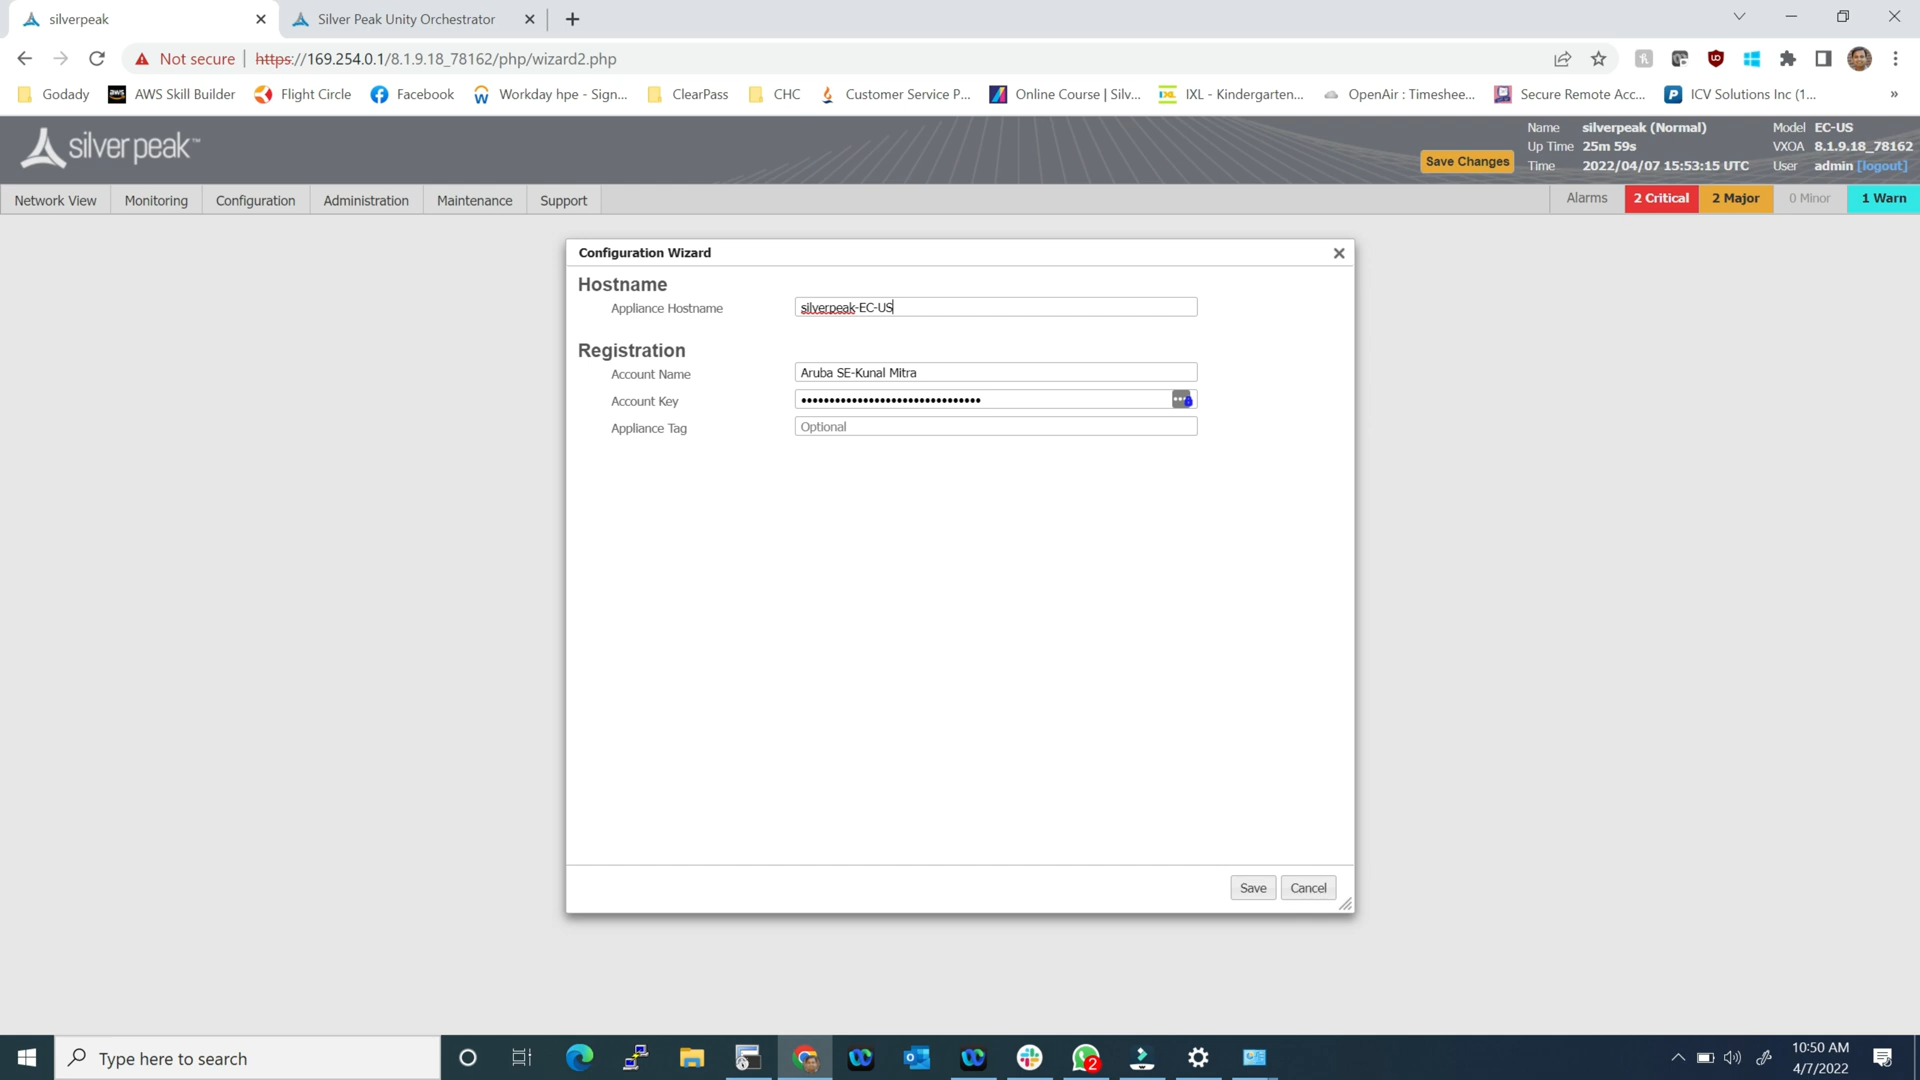 silverpeak
Silver Peak Unity Orchestrator
Not secure
https://169.254.0.1/8.1.9.18_78162/php/wizard2.php
Godady
aws
AWS Skill Builder
Flight Circle
Facebook
Workday hpe - Sign...
ClearPass
CHC
Customer Service P...
Online Course | Silv...
IXL - Kindergarten...
OpenAir : Timeshee...
Secure Remote Acc...
ICV Solutions Inc (1...
»
silver peak™
Save Changes
Name silverpeak (Normal) Model EC-US
Up Time 25m 59s VXOA 8.1.9.18_78162
Time 2022/04/07 15:53:15 UTC User admin [logout]
Network View Monitoring Configuration Administration Maintenance Support
Alarms 2 Critical 2 Major 0 Minor 1 Warn
Configuration Wizard
Hostname
Appliance Hostname silverpeak-EC-US
Registration
Account Name Aruba SE-Kunal Mitra
Account Key ••••••••••••••••••••••••••••••••
Appliance Tag Optional
Save Cancel
Type here to search
2
10:50 AM
4/7/2022